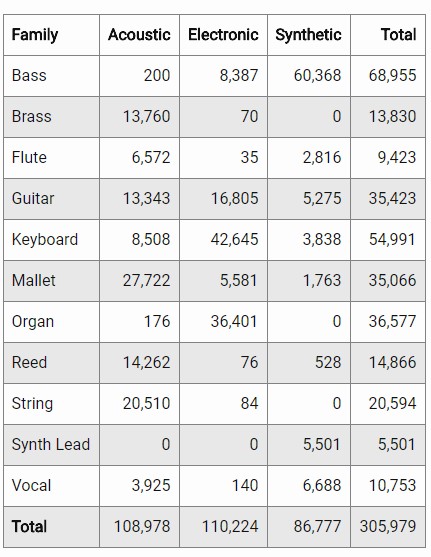 Family Acoustic Electronic Synthetic Total
Bass 200 8,387 60,368 68,955
Brass 13,760 70 0 13,830
Flute 6,572 35 2,816 9,423
Guitar 13,343 16,805 5,275 35,423
Keyboard 8,508 42,645 3,838 54,991
Mallet 27,722 5,581 1,763 35,066
Organ 176 36,401 0 36,577
Reed 14,262 76 528 14,866
String 20,510 84 0 20,594
Synth Lead 0 0 5,501 5,501
Vocal 3,925 140 6,688 10,753
Total 108,978 110,224 86,777 305,979